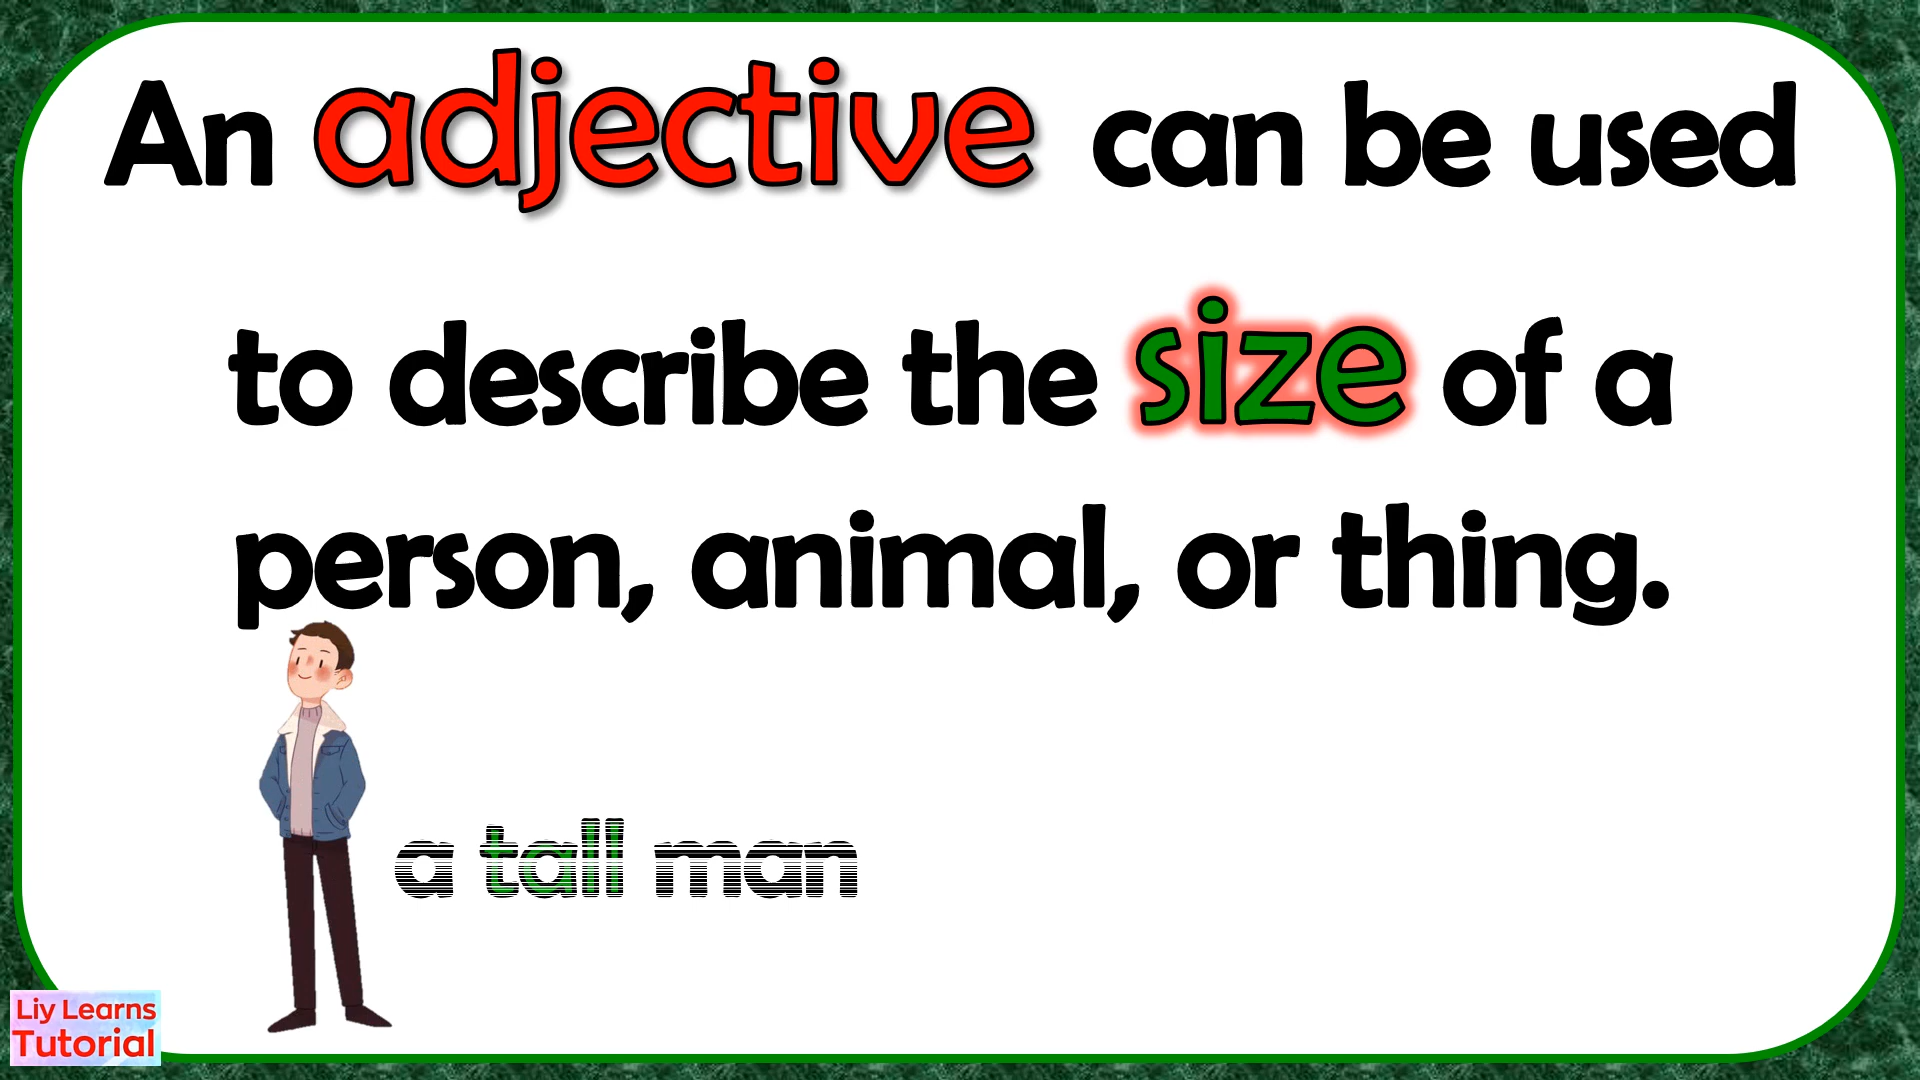 An adjective can be used
to describe the size of a
person, animal, or thing.
a tall man
Liy Learns
Tutorial